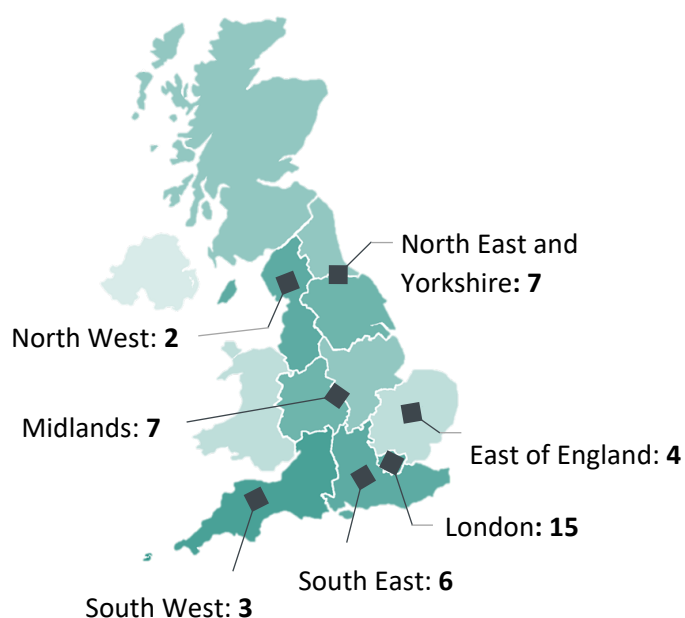 North East and
Yorkshire: 7
North West: 2
Midlands: 7
East of England: 4
London: 15
South East: 6
South West: 3